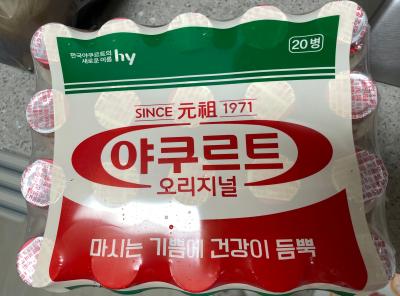 한국야쿠르트의
새로운 이름 hy
20병
SINCE 元祖 1971
야쿠르트
오리지널
마시는 기쁨에 건강이 듬뿍